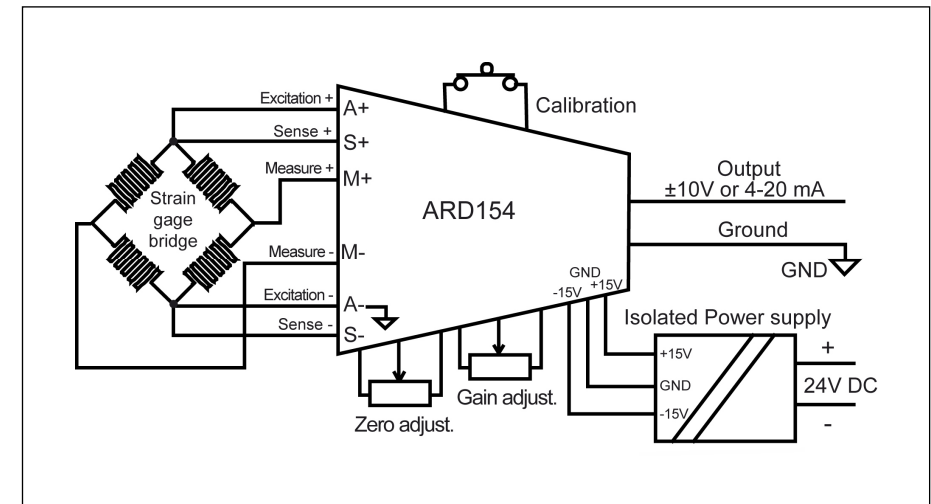 Excitation +
A+
Calibration
Sense +
S+
Measure +
M+
Strain
gage
bridge
ARD154
Output
±10V or 4-20 mA
Ground
GND
Measure -
M-
Excitation -
A-
Sense -
S-
GND
-15V
+15V
Isolated Power supply
+15V
GND
-15V
+
24V DC
-
Zero adjust.
Gain adjust.